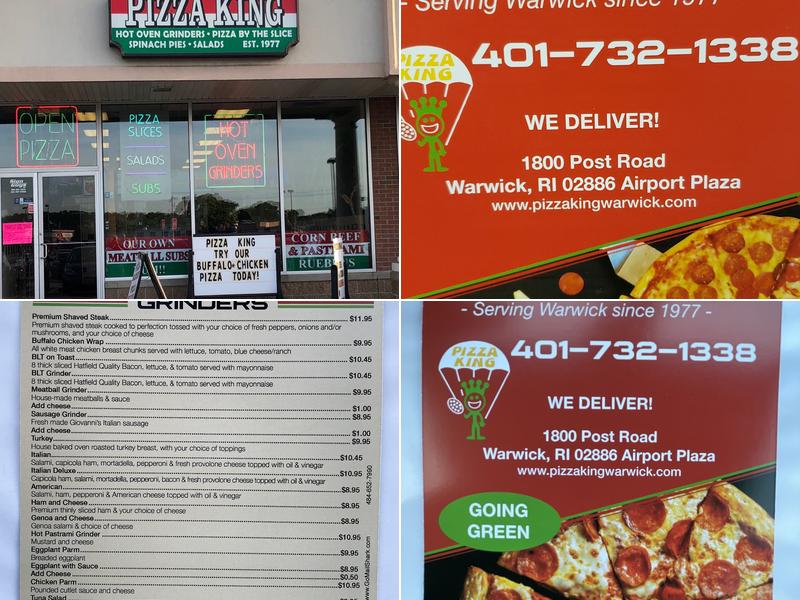 PIZZA KING
HOT OVEN GRINDERS • PIZZA BY THE SLICE
SPINACH PIES • SALADS EST. 1977
OPEN
PIZZA
PIZZA
SLICES
SALADS
SUBS
HOT
OVEN
GRINDERS
OUR OWN
MEATBALL SUBS
PIZZA KING
TRY OUR
BUFFALO CHICKEN
PIZZA TODAY!
CORN BEEF
& PASTRAMI
RUEBENS
- Serving Warwick since 1977 -
PIZZA
KING
401-732-1338
WE DELIVER!
1800 Post Road
Warwick, RI 02886 Airport Plaza
www.pizzakingwarwick.com
GRINDERS
Premium Shaved Steak $11.95
Premium shaved steak cooked to perfection tossed with your choice of fresh peppers, onions and/or
mushrooms, and your choice of cheese
Buffalo Chicken Wrap $9.95
All white meat chicken breast chunks served with lettuce, tomato, blue cheese/ranch
BLT on Toast $10.45
8 thick sliced Hatfield Quality Bacon, lettuce, & tomato served with mayonnaise
BLT Grinder $10.45
8 thick sliced Hatfield Quality Bacon, lettuce, & tomato served with mayonnaise
Meatball Grinder $9.95
House-made meatballs & sauce
Add cheese $1.00
Sausage Grinder $8.95
Fresh made Giovanni's Italian sausage
Add cheese $1.00
Turkey $9.95
House baked oven roasted turkey breast, with your choice of toppings
Italian $10.45
Salami, capicola ham, mortadella, pepperoni & fresh provolone cheese topped with oil & vinegar
Italian Deluxe $10.95
Capicola ham, salami, mortadella, pepperoni, bacon & fresh provolone cheese topped with oil & vinegar
American $8.95
Salami, ham, pepperoni & American cheese topped with oil & vinegar
Ham and Cheese $8.95
Premium thinly sliced ham & your choice of cheese
Genoa and Cheese $8.95
Genoa salami & choice of cheese
Hot Pastrami Grinder $10.95
Mustard and cheese
Eggplant Parm $9.95
Breaded eggplant
Eggplant with Sauce $8.95
Add Cheese $0.50
Chicken Parm $10.95
Pounded cutlet sauce and cheese
Tuna Salad
www.GoMailShark.com 484-652-7990
- Serving Warwick since 1977 -
PIZZA
KING
401-732-1338
WE DELIVER!
1800 Post Road
Warwick, RI 02886 Airport Plaza
www.pizzakingwarwick.com
GOING
GREEN